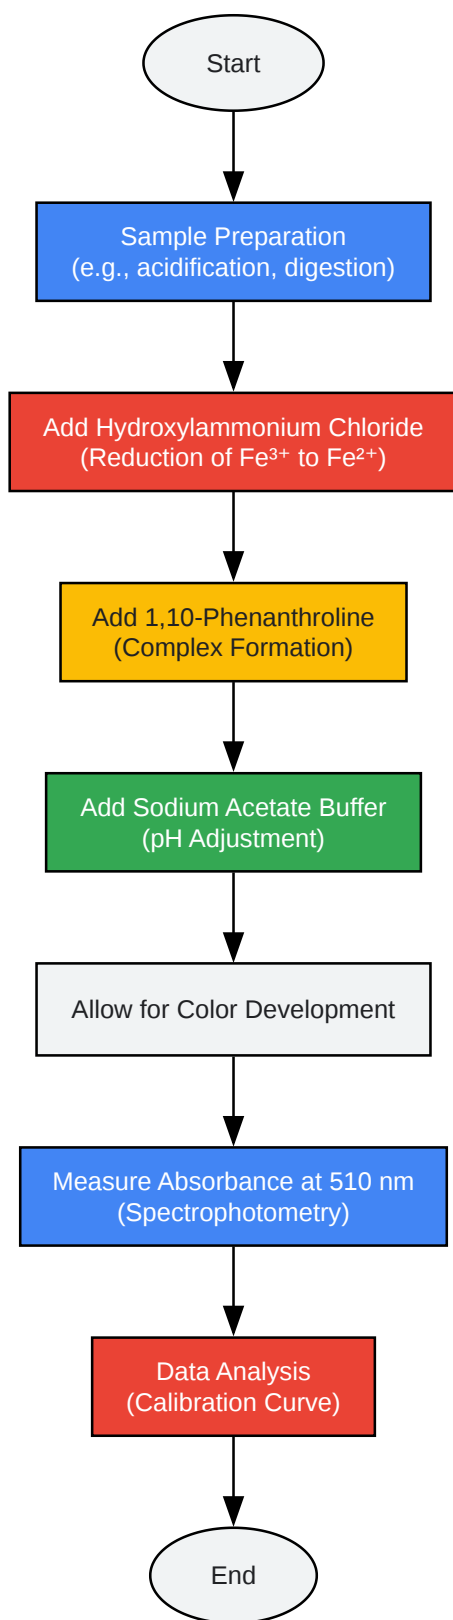 Start
Sample Preparation
(e.g., acidification, digestion)
Add Hydroxylammonium Chloride
(Reduction of Fe³⁺ to Fe²⁺)
Add 1,10-Phenanthroline
(Complex Formation)
Add Sodium Acetate Buffer
(pH Adjustment)
Allow for Color Development
Measure Absorbance at 510 nm
(Spectrophotometry)
Data Analysis
(Calibration Curve)
End